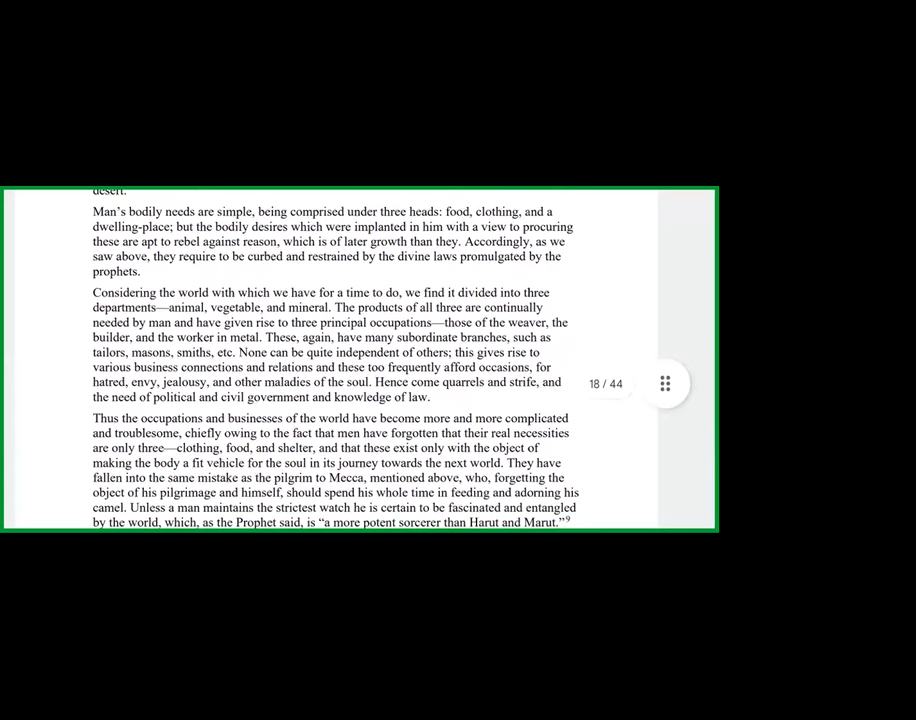 desert.
Man’s bodily needs are simple, being comprised under three heads: food, clothing, and a
dwelling-place; but the bodily desires which were implanted in him with a view to procuring
these are apt to rebel against reason, which is of later growth than they. Accordingly, as we
saw above, they require to be curbed and restrained by the divine laws promulgated by the
prophets.
Considering the world with which we have for a time to do, we find it divided into three
departments—animal, vegetable, and mineral. The products of all three are continually
needed by man and have given rise to three principal occupations—those of the weaver, the
builder, and the worker in metal. These, again, have many subordinate branches, such as
tailors, masons, smiths, etc. None can be quite independent of others; this gives rise to
various business connections and relations and these too frequently afford occasions, for
hatred, envy, jealousy, and other maladies of the soul. Hence come quarrels and strife, and
the need of political and civil government and knowledge of law.
18 / 44
Thus the occupations and businesses of the world have become more and more complicated
and troublesome, chiefly owing to the fact that men have forgotten that their real necessities
are only three—clothing, food, and shelter, and that these exist only with the object of
making the body a fit vehicle for the soul in its journey towards the next world. They have
fallen into the same mistake as the pilgrim to Mecca, mentioned above, who, forgetting the
object of his pilgrimage and himself, should spend his whole time in feeding and adorning his
camel. Unless a man maintains the strictest watch he is certain to be fascinated and entangled
by the world, which, as the Prophet said, is “a more potent sorcerer than Harut and Marut.”⁹